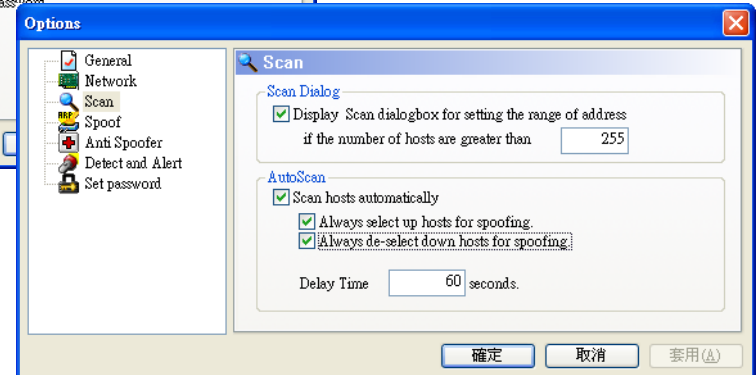 Options
General
Network
Scan
Spoof
Anti Spoofer
Detect and Alert
Set password
Scan
Scan Dialog
Display Scan dialogbox for setting the range of address
if the number of hosts are greater than 255
AutoScan
Scan hosts automatically
Always select up hosts for spoofing.
Always de-select down hosts for spoofing.
Delay Time 60 seconds.
確定 取消 套用(A)